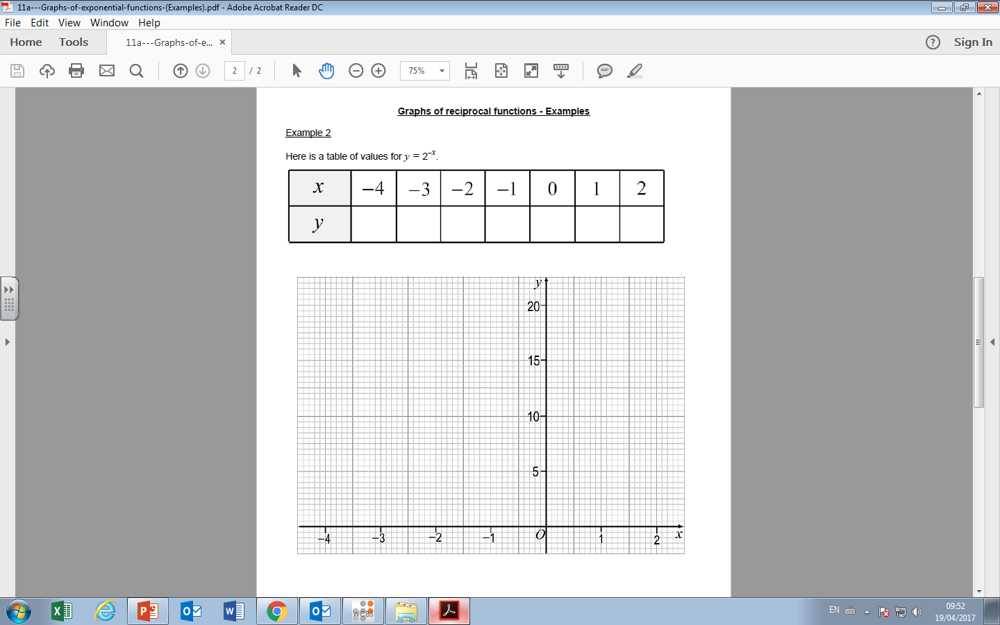 11a---Graphs-of-exponential-functions-(Examples).pdf - Adobe Acrobat Reader DC
File Edit View Window Help
Home Tools 11a---Graphs-of-e... × ? Sign In
2 / 2 75%
Graphs of reciprocal functions - Examples
Example 2
Here is a table of values for y = 2⁻ˣ.
x −4 −3 −2 −1 0 1 2
y
y
20
15
10
5
−4 −3 −2 −1 O 1 2 x
WCBS
EN 09:52
19/04/2017